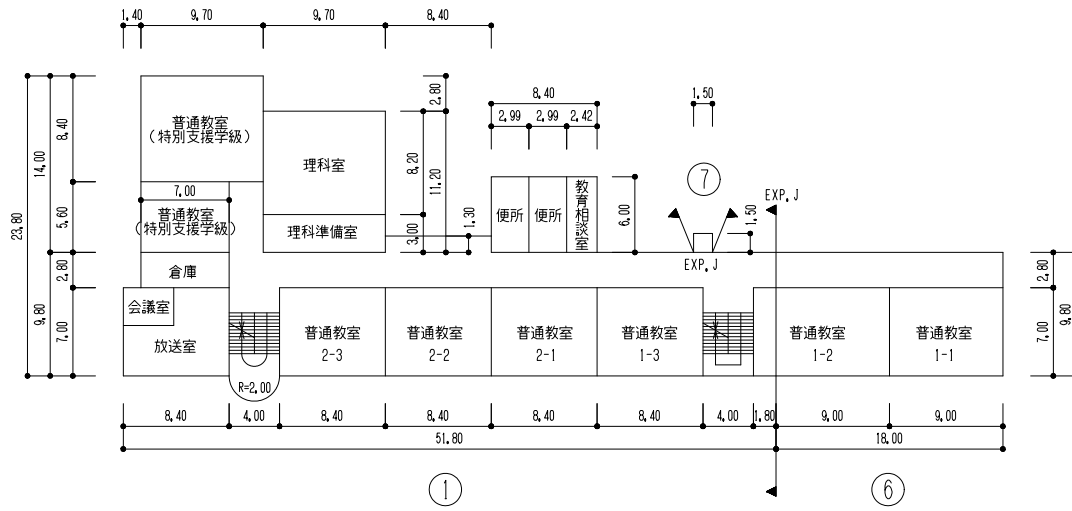 1.40
9.70
9.70
8.40
8.40
2.99
2.99
2.42
1.50
23.80
14.00
9.80
8.40
5.60
2.80
7.00
普通教室
(特別支援学級)
7.00
普通教室
(特別支援学級)
倉庫
会議室
放送室
理科室
理科準備室
2.80
8.20
11.20
3.00
1.30
便所
便所
教育相談室
6.00
⑦
1.50
EXP.J
EXP.J
普通教室
2-3
普通教室
2-2
普通教室
2-1
普通教室
1-3
普通教室
1-2
普通教室
1-1
R=2.00
2.80
7.00
9.80
8.40
4.00
8.40
8.40
8.40
8.40
4.00
1.80
9.00
9.00
51.80
18.00
①
⑥